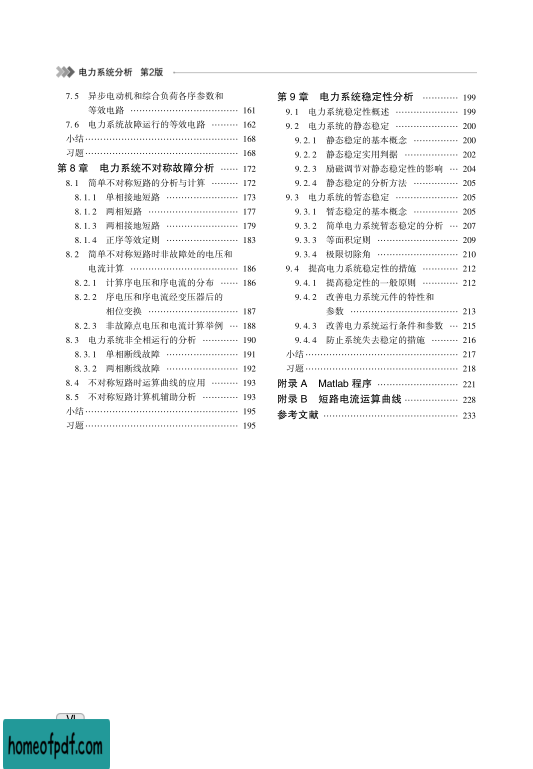 电力系统分析 第2版
7.5 异步电动机和综合负荷各序参数和
等效电路 …… 161
7.6 电力系统故障运行的等效电路 …… 162
小结 …… 168
习题 …… 168
第8章 电力系统不对称故障分析 …… 172
8.1 简单不对称短路的分析与计算 …… 172
8.1.1 单相接地短路 …… 173
8.1.2 两相短路 …… 177
8.1.3 两相接地短路 …… 179
8.1.4 正序等效定则 …… 183
8.2 简单不对称短路时非故障处的电压和
电流计算 …… 186
8.2.1 计算序电压和序电流的分布 …… 186
8.2.2 序电压和序电流经变压器后的
相位变换 …… 187
8.2.3 非故障点电压和电流计算举例 … 188
8.3 电力系统非全相运行的分析 …… 190
8.3.1 单相断线故障 …… 191
8.3.2 两相断线故障 …… 192
8.4 不对称短路时运算曲线的应用 …… 193
8.5 不对称短路计算机辅助分析 …… 193
小结 …… 195
习题 …… 195
第9章 电力系统稳定性分析 …… 199
9.1 电力系统稳定性概述 …… 199
9.2 电力系统的静态稳定 …… 200
9.2.1 静态稳定的基本概念 …… 200
9.2.2 静态稳定实用判据 …… 202
9.2.3 励磁调节对静态稳定性的影响 … 204
9.2.4 静态稳定的分析方法 …… 205
9.3 电力系统的暂态稳定 …… 205
9.3.1 暂态稳定的基本概念 …… 205
9.3.2 简单电力系统暂态稳定的分析 … 207
9.3.3 等面积定则 …… 209
9.3.4 极限切除角 …… 210
9.4 提高电力系统稳定性的措施 …… 212
9.4.1 提高稳定性的一般原则 …… 212
9.4.2 改善电力系统元件的特性和
参数 …… 213
9.4.3 改善电力系统运行条件和参数 … 215
9.4.4 防止系统失去稳定的措施 …… 216
小结 …… 217
习题 …… 218
附录A Matlab 程序 …… 221
附录B 短路电流运算曲线 …… 228
参考文献 …… 233
VI
homeofpdf.com